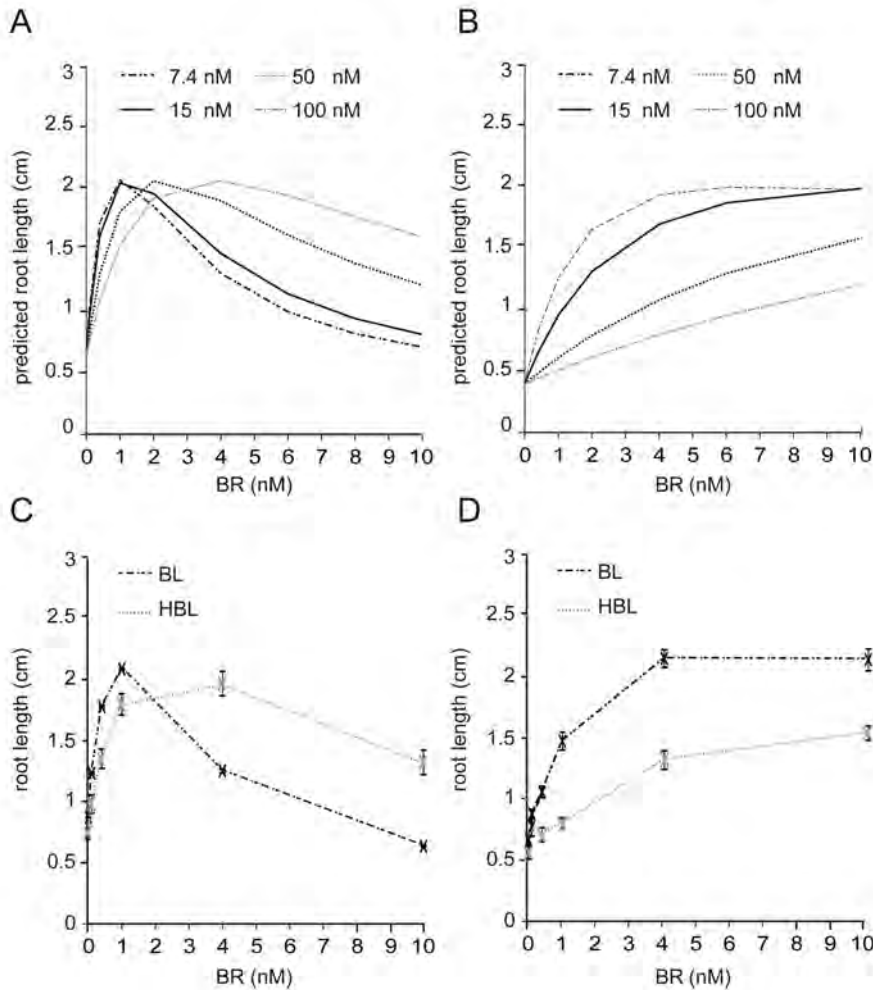 A
7.4 nM 50 nM
15 nM 100 nM
predicted root length (cm)
3
2.5
2
1.5
1
0.5
0
0 1 2 3 4 5 6 7 8 9 10
BR (nM)
B
7.4 nM 50 nM
15 nM 100 nM
predicted root length (cm)
3
2.5
2
1.5
1
0.5
0
0 1 2 3 4 5 6 7 8 9 10
BR (nM)
C
BL
HBL
root length (cm)
3
2.5
2
1.5
1
0.5
0
0 1 2 3 4 5 6 7 8 9 10
BR (nM)
D
BL
HBL
root length (cm)
3
2.5
2
1.5
1
0.5
0
0 1 2 3 4 5 6 7 8 9 10
BR (nM)